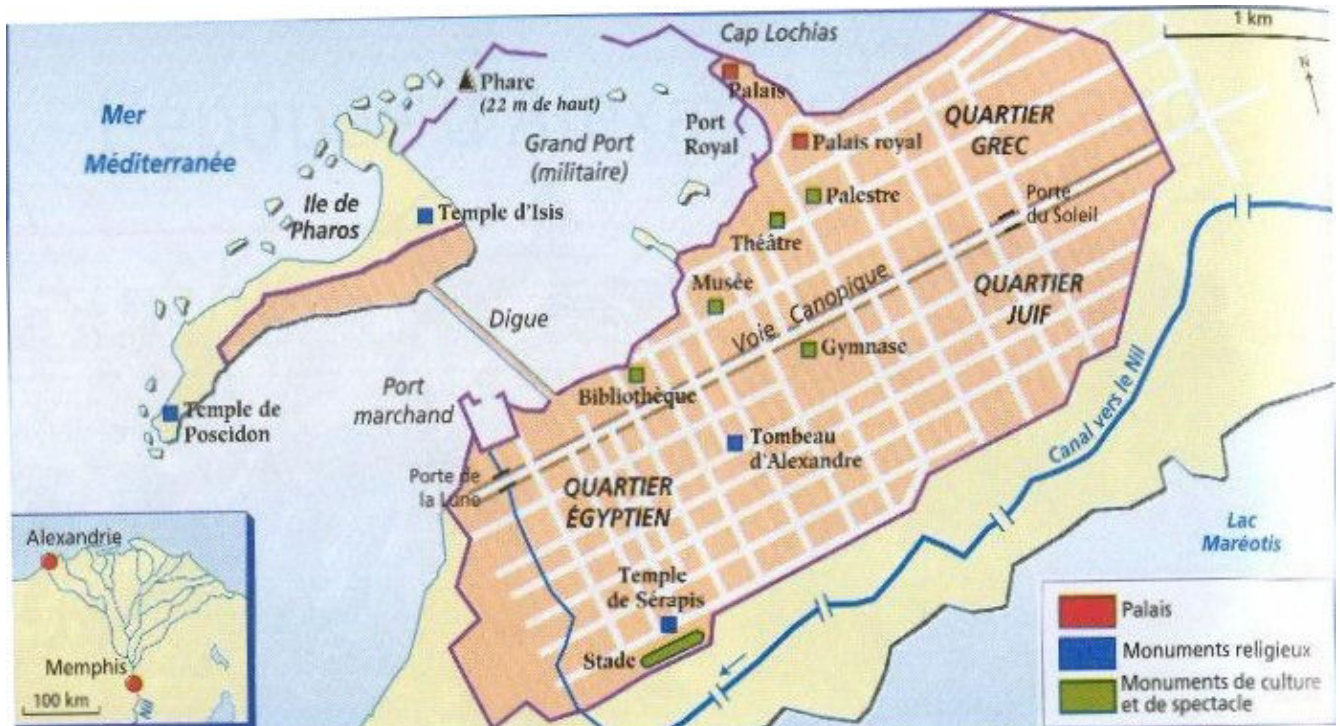 Cap Lochias
1 km
N
Mer
Méditerranée
Phare
(22 m de haut)
Grand Port
(militaire)
Palais
Port
Royal
Palais royal
QUARTIER
GREC
Ile de
Pharos
Temple d'Isis
Palestre
Porte
du Soleil
Théâtre
Musée
Voie Canopique
QUARTIER
JUIF
Digue
Gymnase
Bibliothèque
Port
marchand
Temple de
Poseidon
Tombeau
d'Alexandre
Canal vers le Nil
Porte de
la Lune
QUARTIER
ÉGYPTIEN
Lac
Maréotis
Temple
de Sérapis
Stade
Alexandrie
Memphis
100 km
Nil
Palais
Monuments religieux
Monuments de culture
et de spectacle